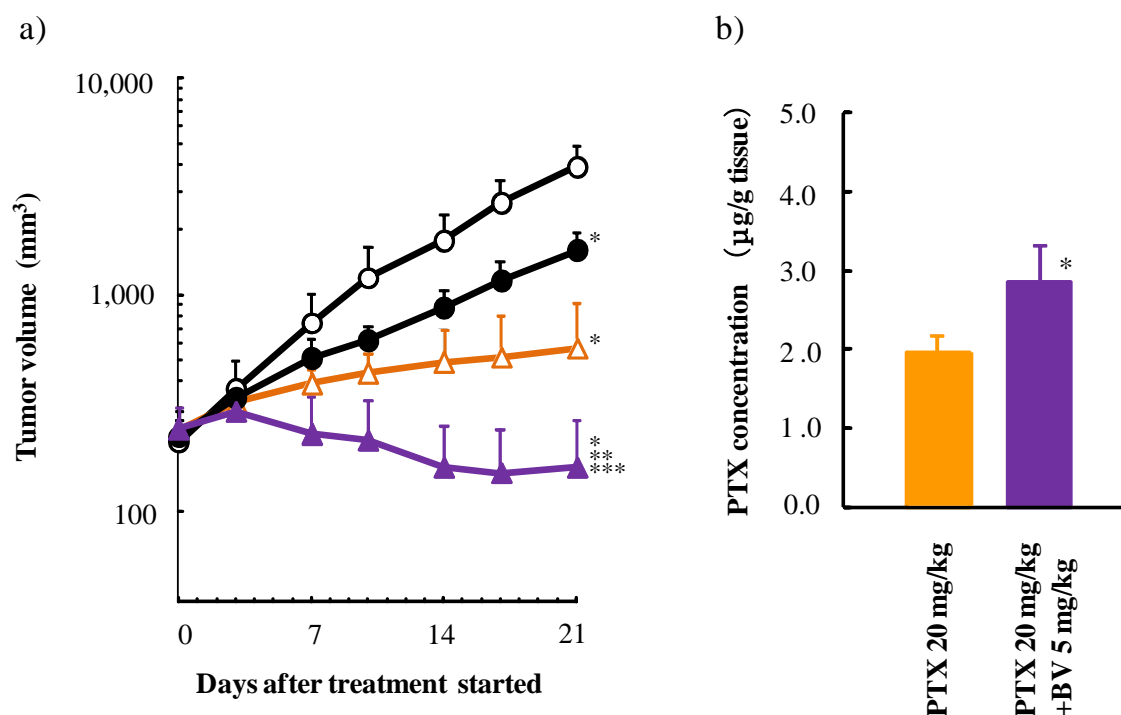 a)
10,000
1,000
100
Tumor volume (mm³)
*
*
*
**
***
0 7 14 21
Days after treatment started
b)
5.0
4.0
3.0
2.0
1.0
0.0
PTX concentration （µg/g tissue）
*
PTX 20 mg/kg
PTX 20 mg/kg
+BV 5 mg/kg